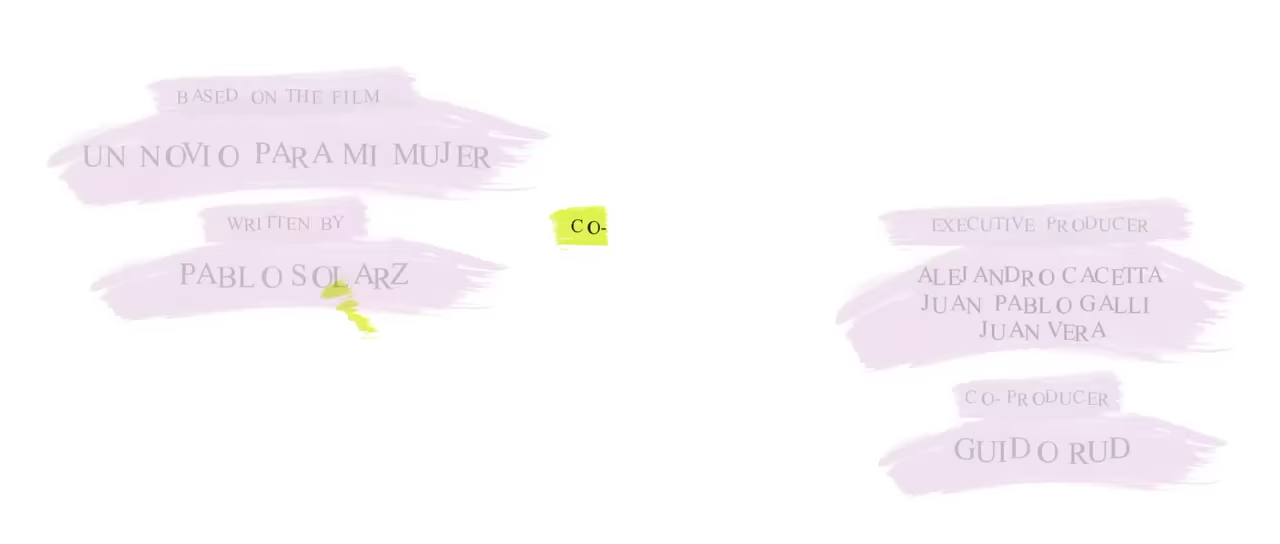 BASED ON THE FILM
UN NOVIO PARA MI MUJER
WRITTEN BY
PABLO SOLARZ
CO-
EXECUTIVE PRODUCER
ALEJANDRO CACETTA
JUAN PABLO GALLI
JUAN VERA
CO-PRODUCER
GUIDO RUD